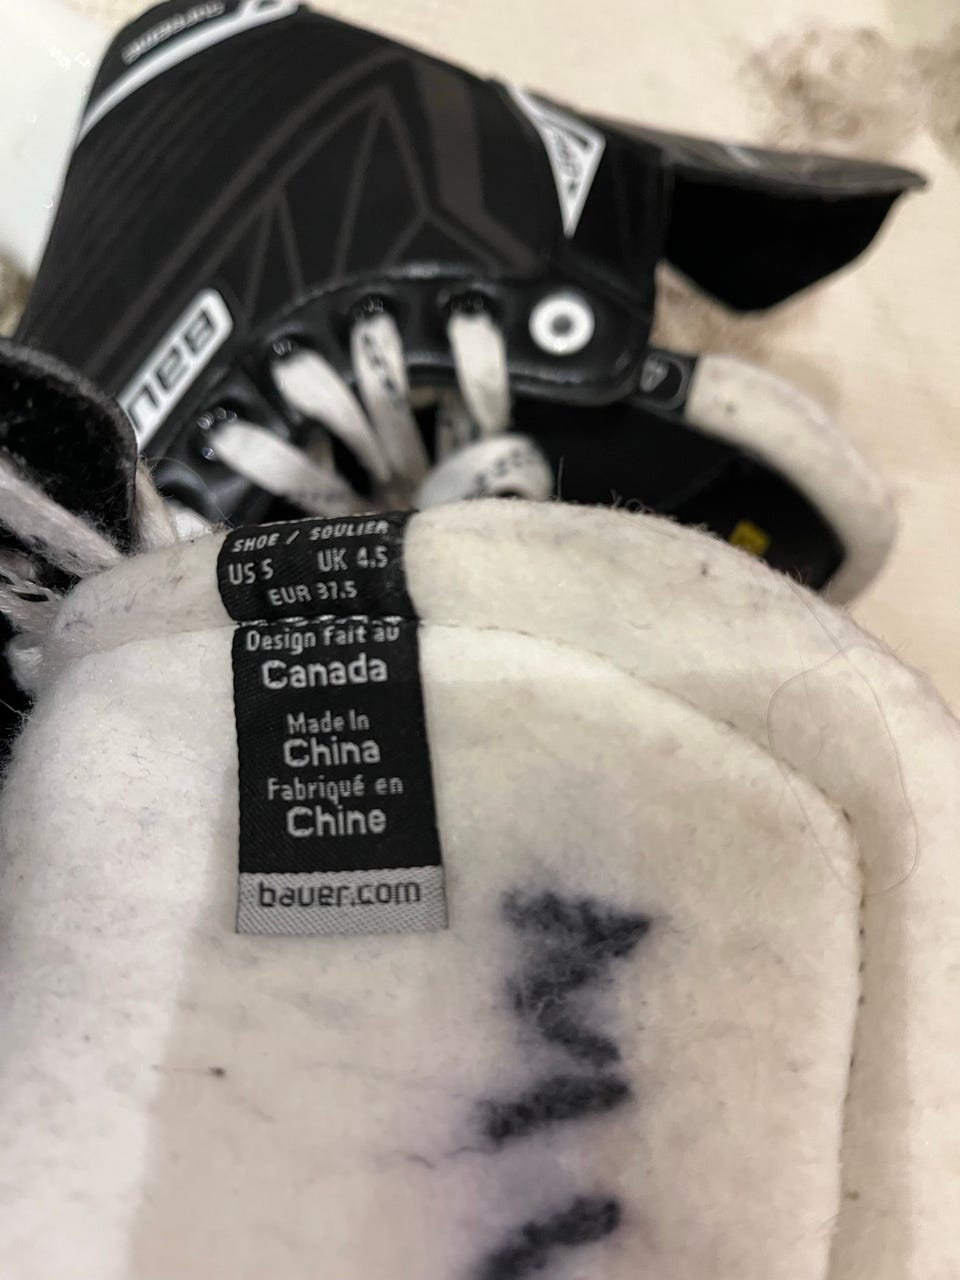 SHOE / SOULIER
US 5 UK 4.5
EUR 37.5
Design fait au
Canada
Made In
China
Fabriqué en
Chine
bauer.com